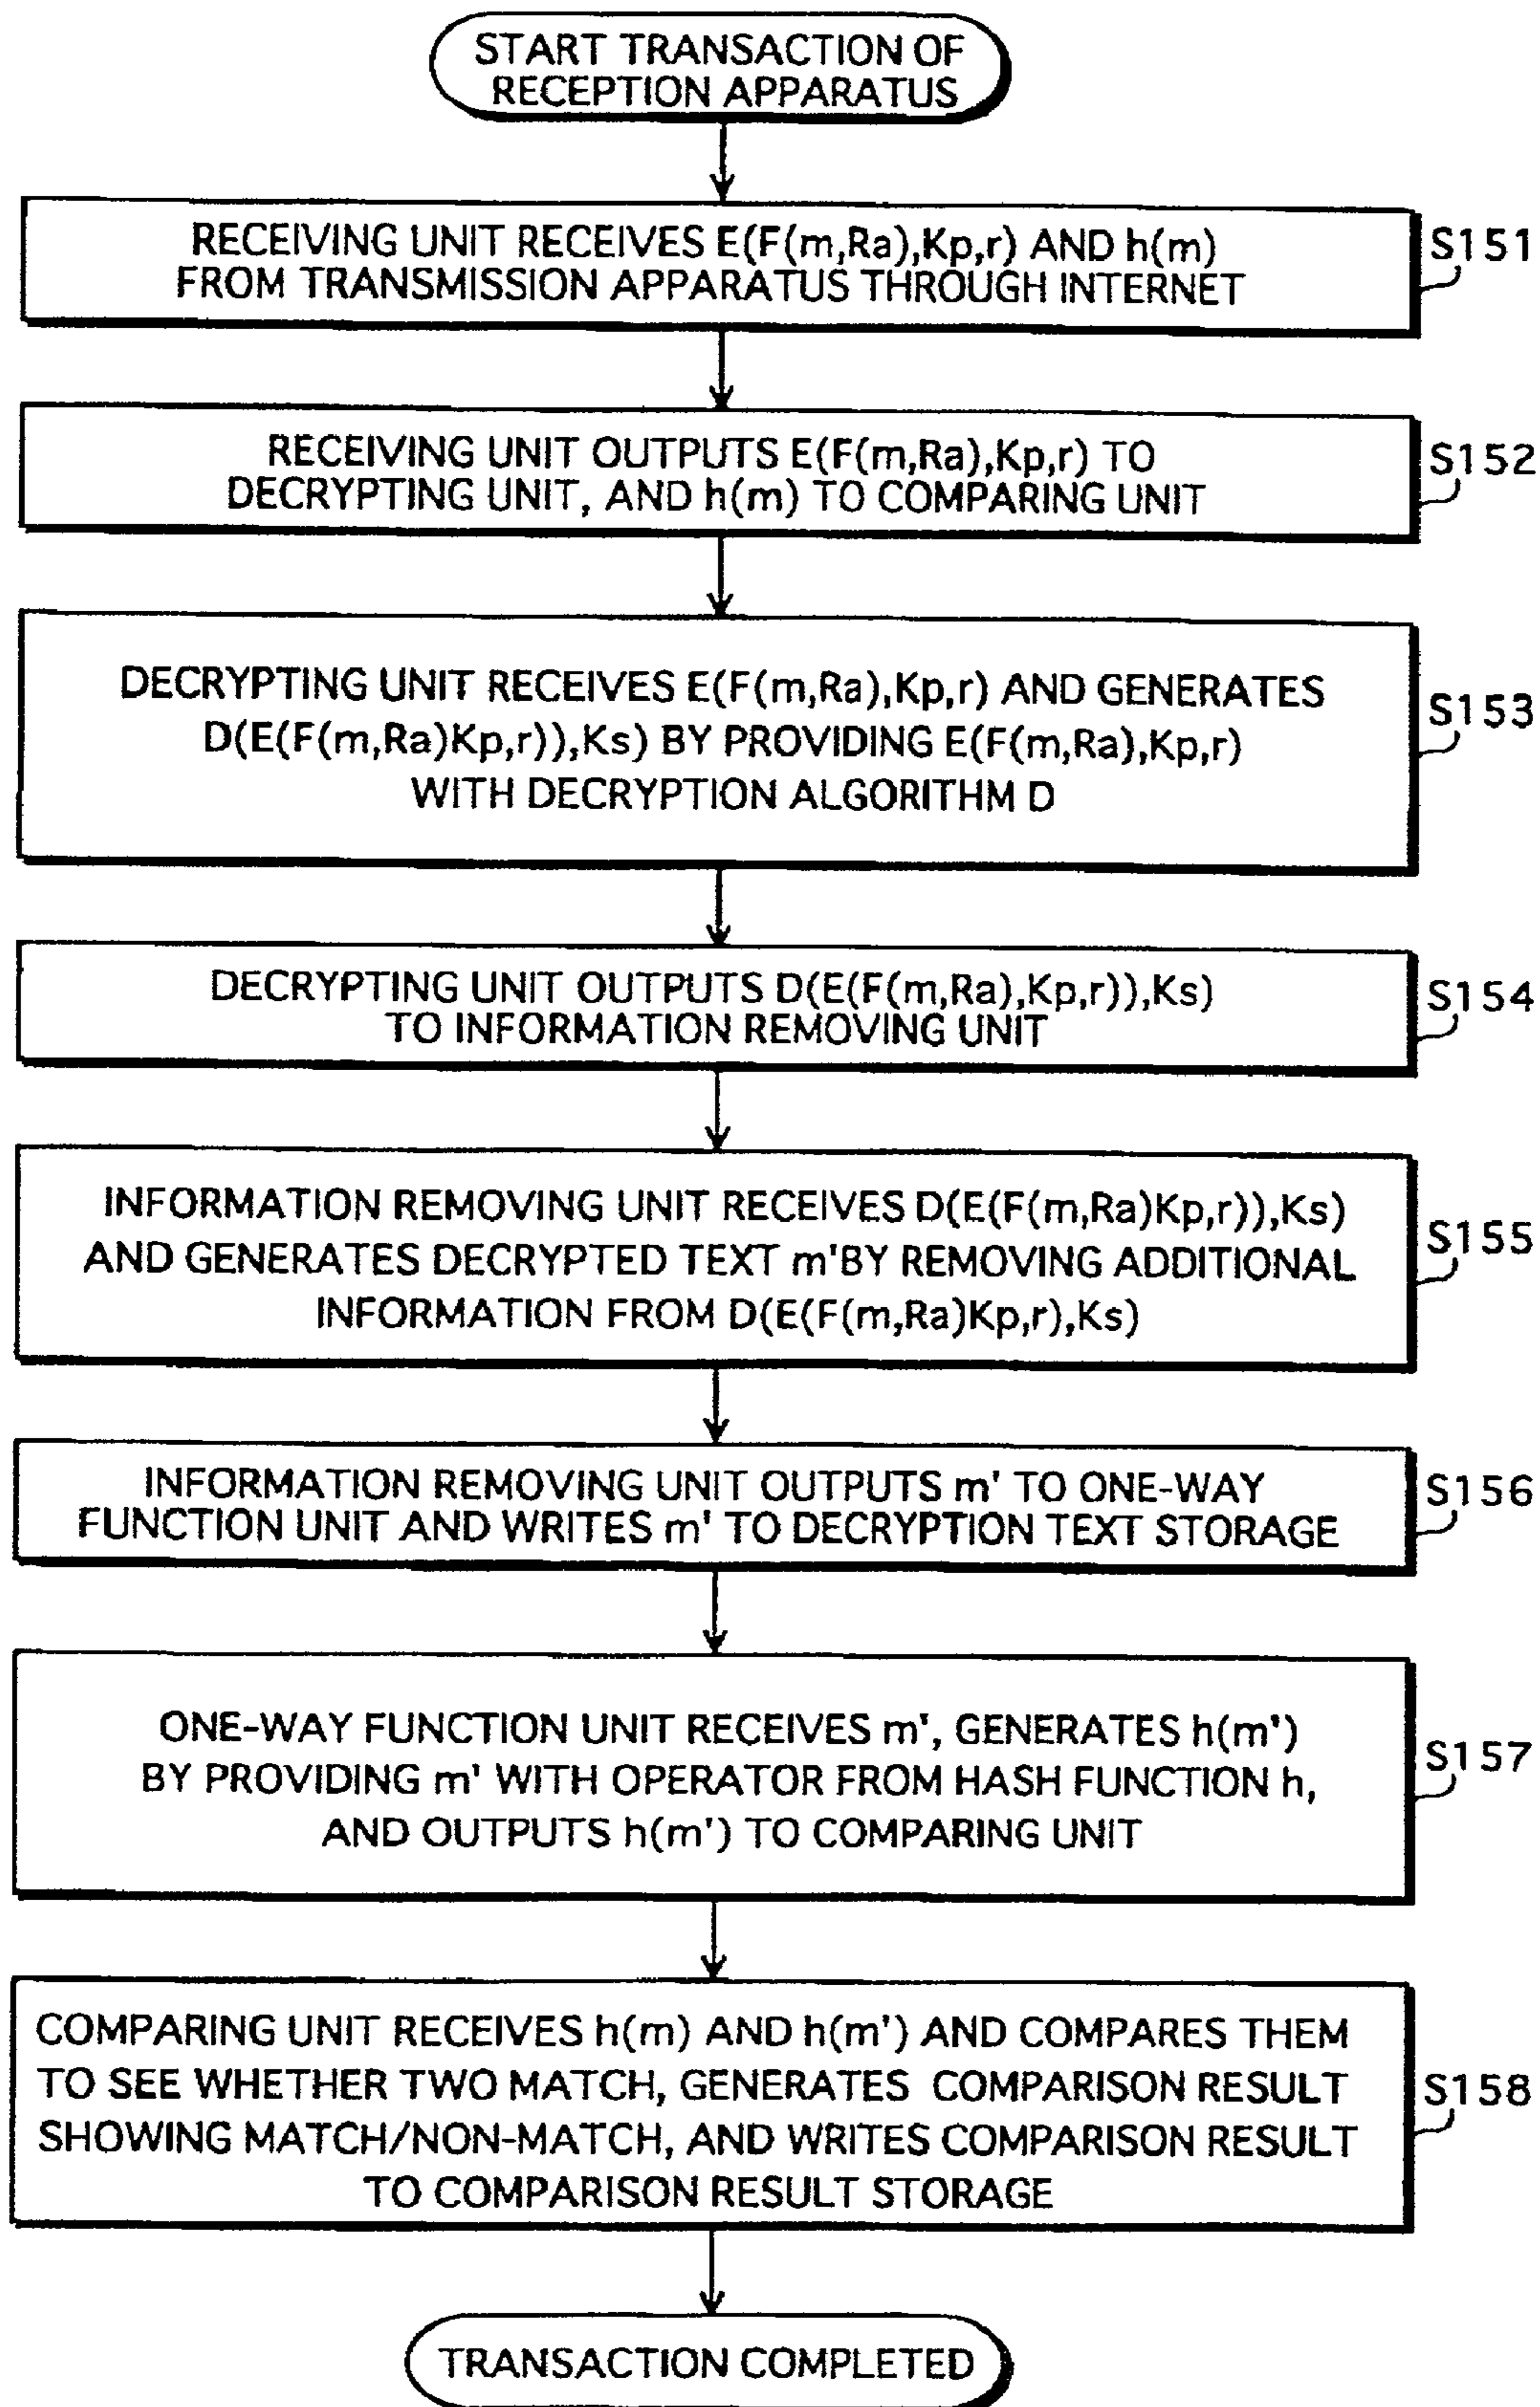 START TRANSACTION OF
RECEPTION APPARATUS
RECEIVING UNIT RECEIVES E(F(m,Ra),Kp,r) AND h(m)
FROM TRANSMISSION APPARATUS THROUGH INTERNET
S151
RECEIVING UNIT OUTPUTS E(F(m,Ra),Kp,r) TO
DECRYPTING UNIT, AND h(m) TO COMPARING UNIT
S152
DECRYPTING UNIT RECEIVES E(F(m,Ra),Kp,r) AND GENERATES
D(E(F(m,Ra)Kp,r)),Ks) BY PROVIDING E(F(m,Ra),Kp,r)
WITH DECRYPTION ALGORITHM D
S153
DECRYPTING UNIT OUTPUTS D(E(F(m,Ra),Kp,r)),Ks)
TO INFORMATION REMOVING UNIT
S154
INFORMATION REMOVING UNIT RECEIVES D(E(F(m,Ra)Kp,r)),Ks)
AND GENERATES DECRYPTED TEXT m'BY REMOVING ADDITIONAL
INFORMATION FROM D(E(F(m,Ra)Kp,r),Ks)
S155
INFORMATION REMOVING UNIT OUTPUTS m' TO ONE-WAY
FUNCTION UNIT AND WRITES m' TO DECRYPTION TEXT STORAGE
S156
ONE-WAY FUNCTION UNIT RECEIVES m', GENERATES h(m')
BY PROVIDING m' WITH OPERATOR FROM HASH FUNCTION h,
AND OUTPUTS h(m') TO COMPARING UNIT
S157
COMPARING UNIT RECEIVES h(m) AND h(m') AND COMPARES THEM
TO SEE WHETHER TWO MATCH, GENERATES COMPARISON RESULT
SHOWING MATCH/NON-MATCH, AND WRITES COMPARISON RESULT
TO COMPARISON RESULT STORAGE
S158
TRANSACTION COMPLETED